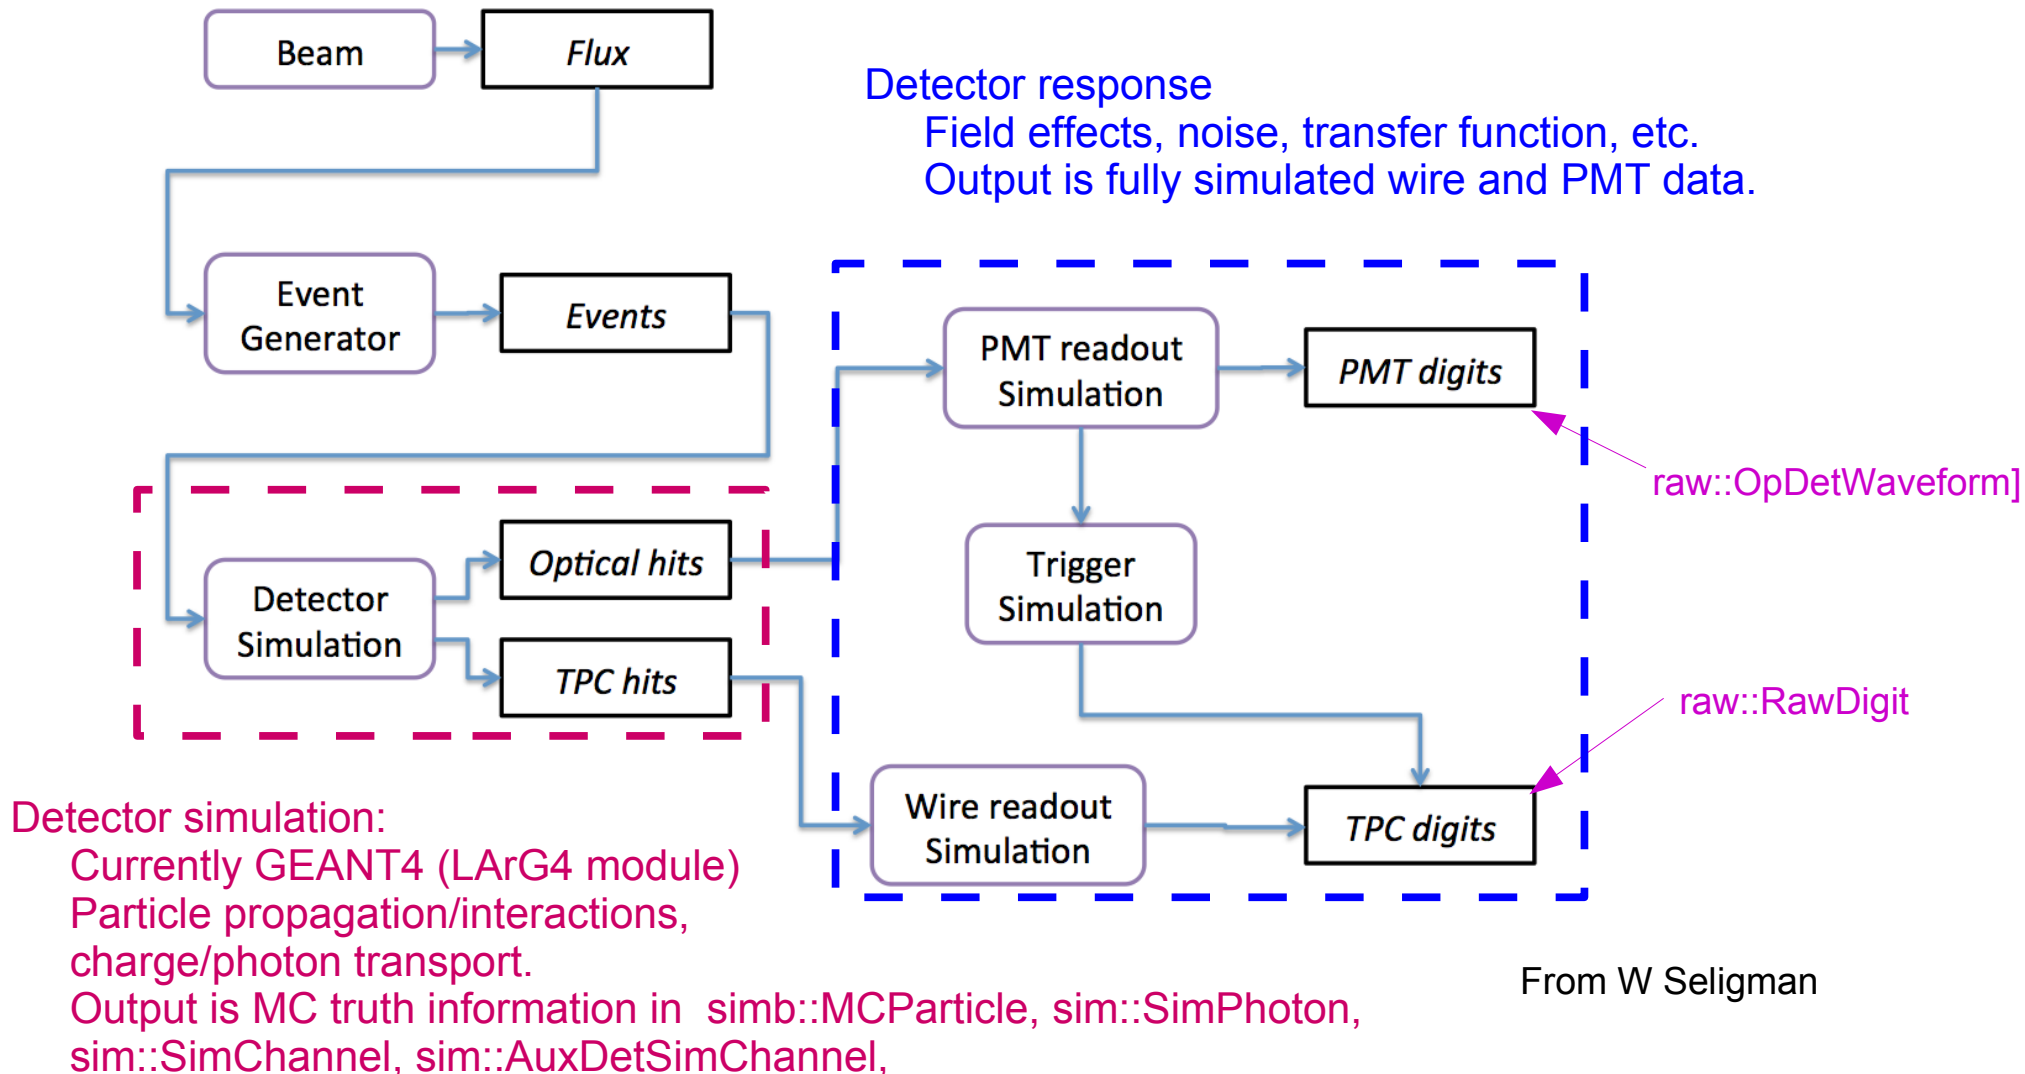 Beam
Flux
Detector response
Field effects, noise, transfer function, etc.
Output is fully simulated wire and PMT data.
Event
Generator
Events
PMT readout
Simulation
PMT digits
raw::OpDetWaveform]
Detector
Simulation
Optical hits
TPC hits
Trigger
Simulation
raw::RawDigit
Wire readout
Simulation
TPC digits
Detector simulation:
Currently GEANT4 (LArG4 module)
Particle propagation/interactions,
charge/photon transport.
Output is MC truth information in  simb::MCParticle, sim::SimPhoton,
sim::SimChannel, sim::AuxDetSimChannel,
From W Seligman